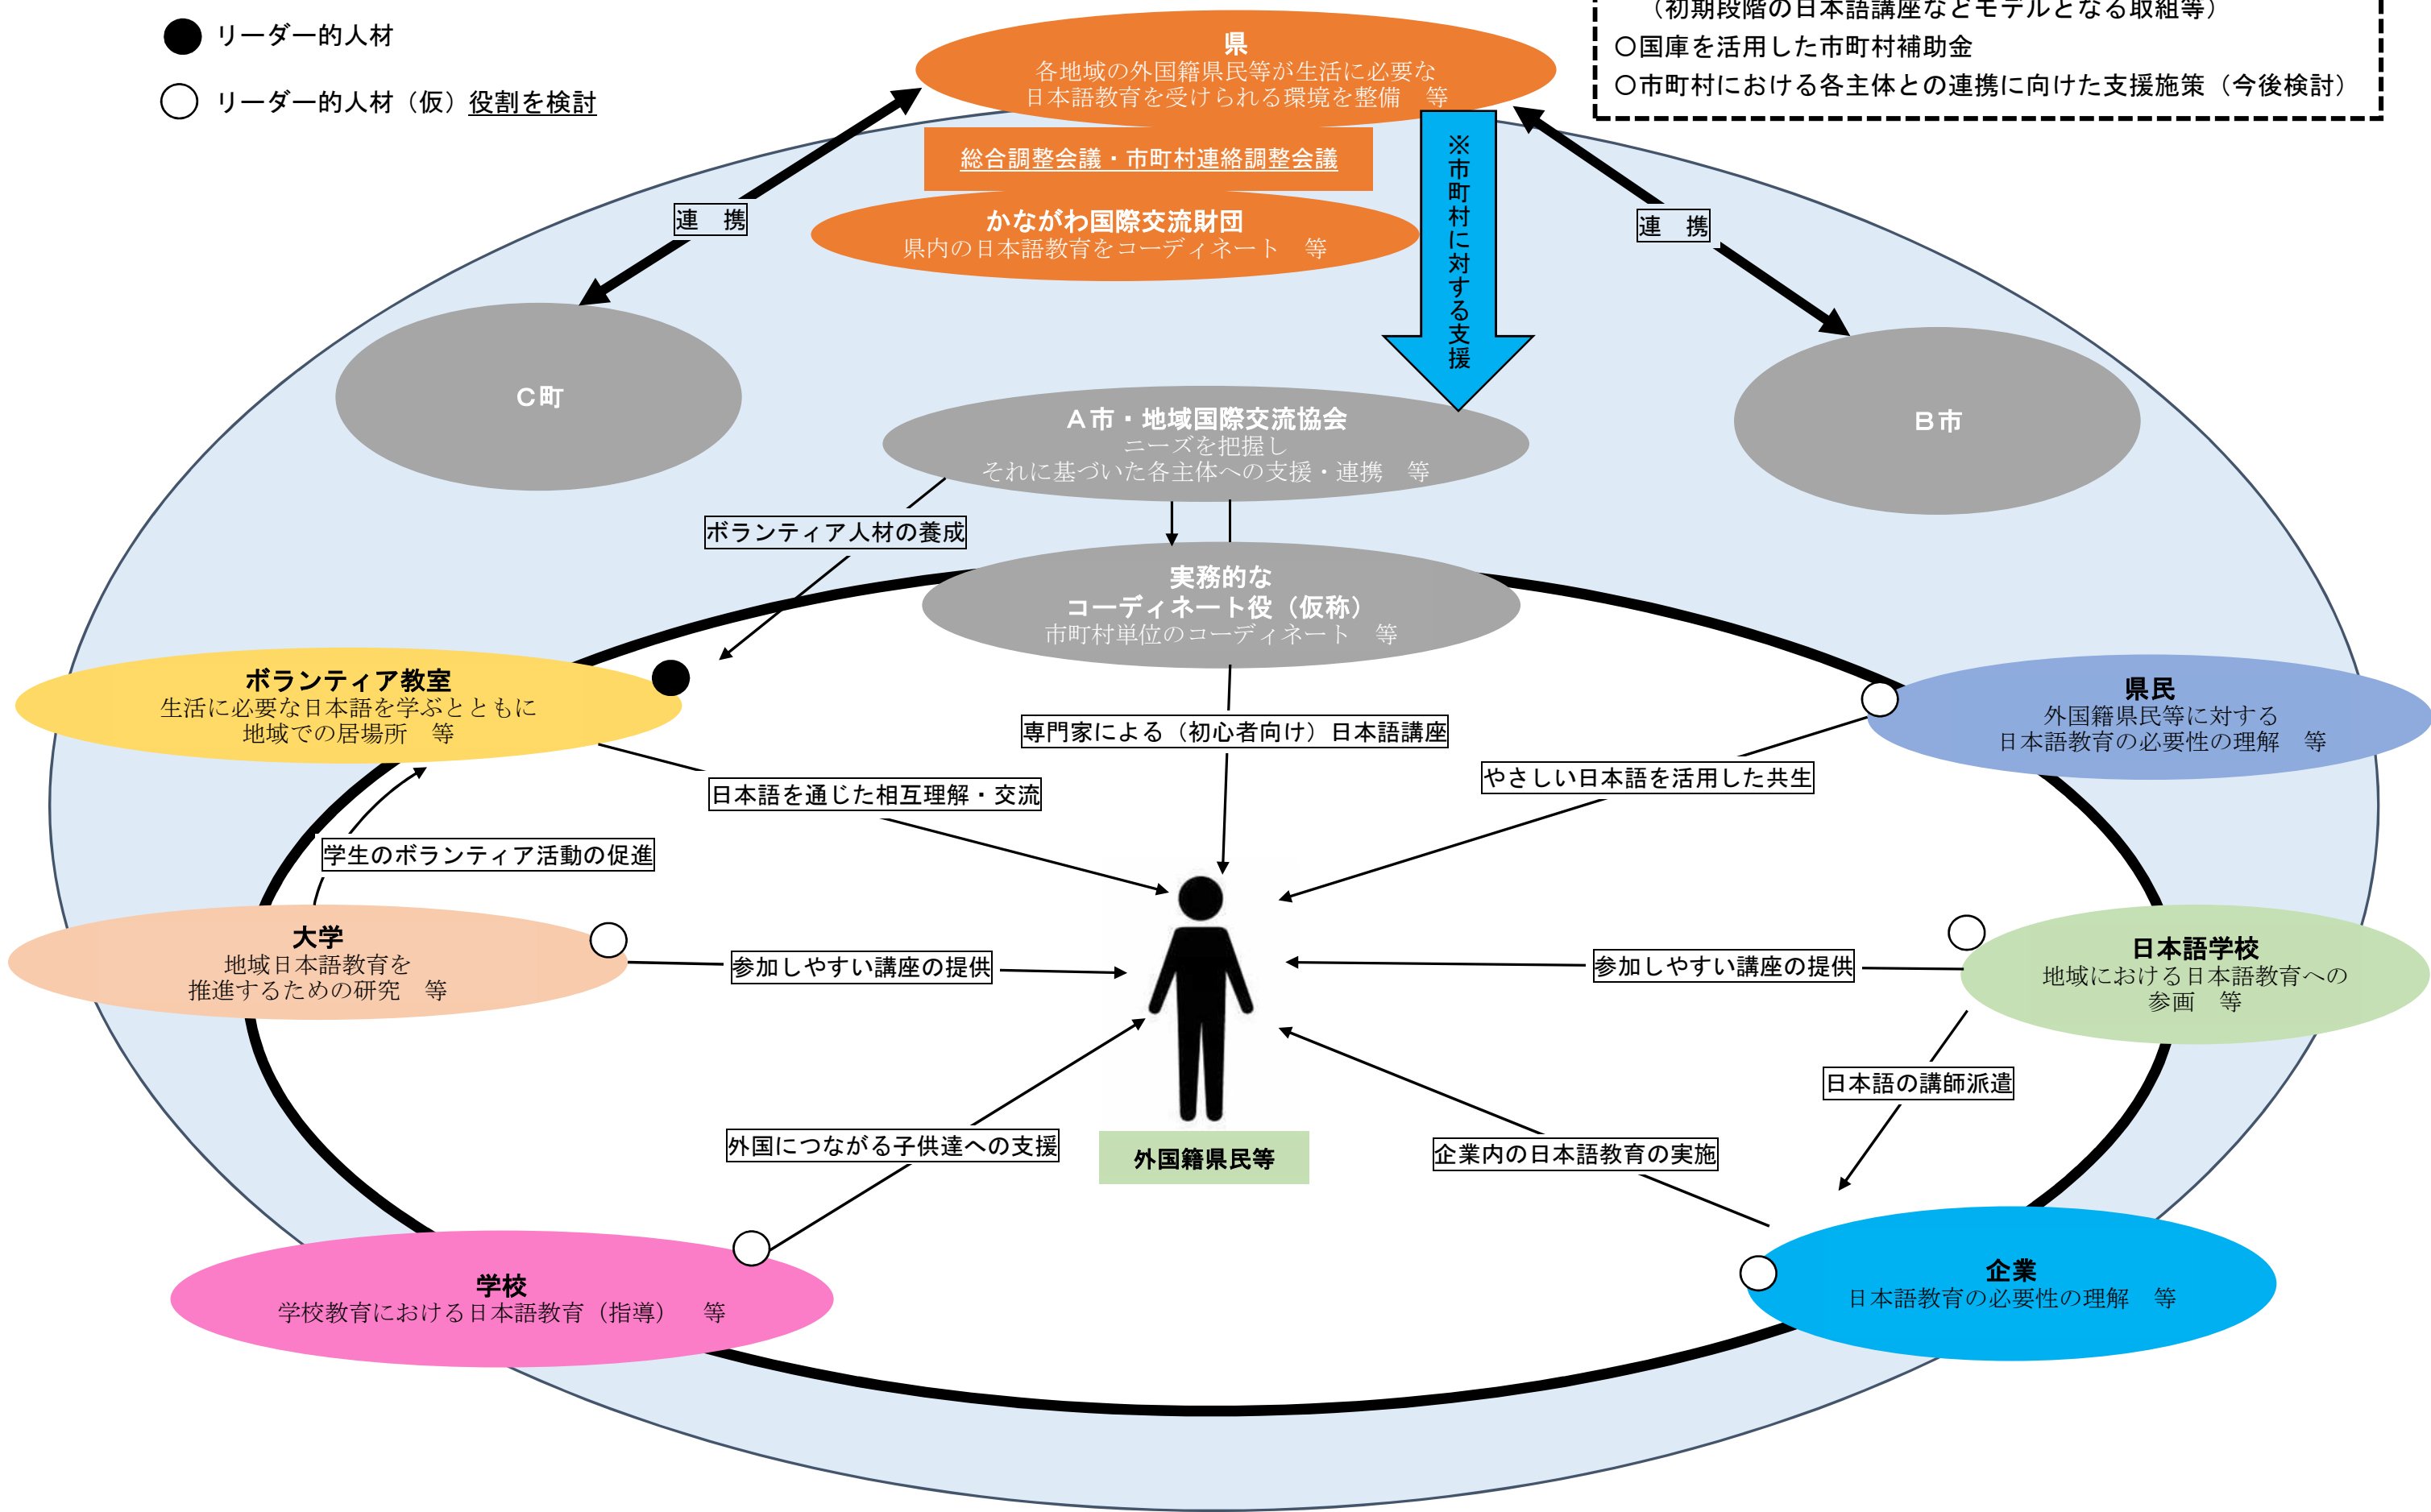 リーダー的人材
リーダー的人材（仮）役割を検討
（初期段階の日本語講座などモデルとなる取組等）
〇国庫を活用した市町村補助金
〇市町村における各主体との連携に向けた支援施策（今後検討）
県
各地域の外国籍県民等が生活に必要な
日本語教育を受けられる環境を整備　等
総合調整会議・市町村連絡調整会議
かながわ国際交流財団
県内の日本語教育をコーディネート　等
※市町村に対する支援
連　携
連　携
Ｃ町
Ｂ市
Ａ市・地域国際交流協会
ニーズを把握し
それに基づいた各主体への支援・連携　等
ボランティア人材の養成
実務的な
コーディネート役（仮称）
市町村単位のコーディネート　等
ボランティア教室
生活に必要な日本語を学ぶとともに
地域での居場所　等
県民
外国籍県民等に対する
日本語教育の必要性の理解　等
専門家による（初心者向け）日本語講座
日本語を通じた相互理解・交流
やさしい日本語を活用した共生
学生のボランティア活動の促進
大学
地域日本語教育を
推進するための研究　等
参加しやすい講座の提供
参加しやすい講座の提供
日本語学校
地域における日本語教育への
参画　等
日本語の講師派遣
外国につながる子供達への支援
外国籍県民等
企業内の日本語教育の実施
学校
学校教育における日本語教育（指導）　等
企業
日本語教育の必要性の理解　等